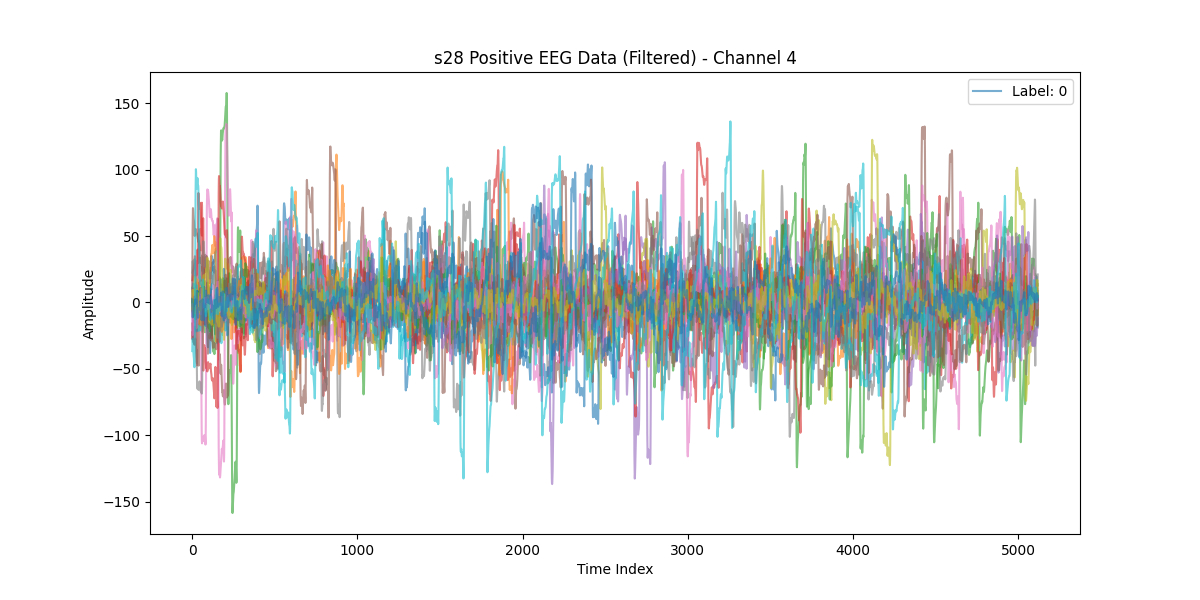 s28 Positive EEG Data (Filtered) - Channel 4
Label: 0
Amplitude
150
100
50
0
−50
−100
−150
0 1000 2000 3000 4000 5000
Time Index